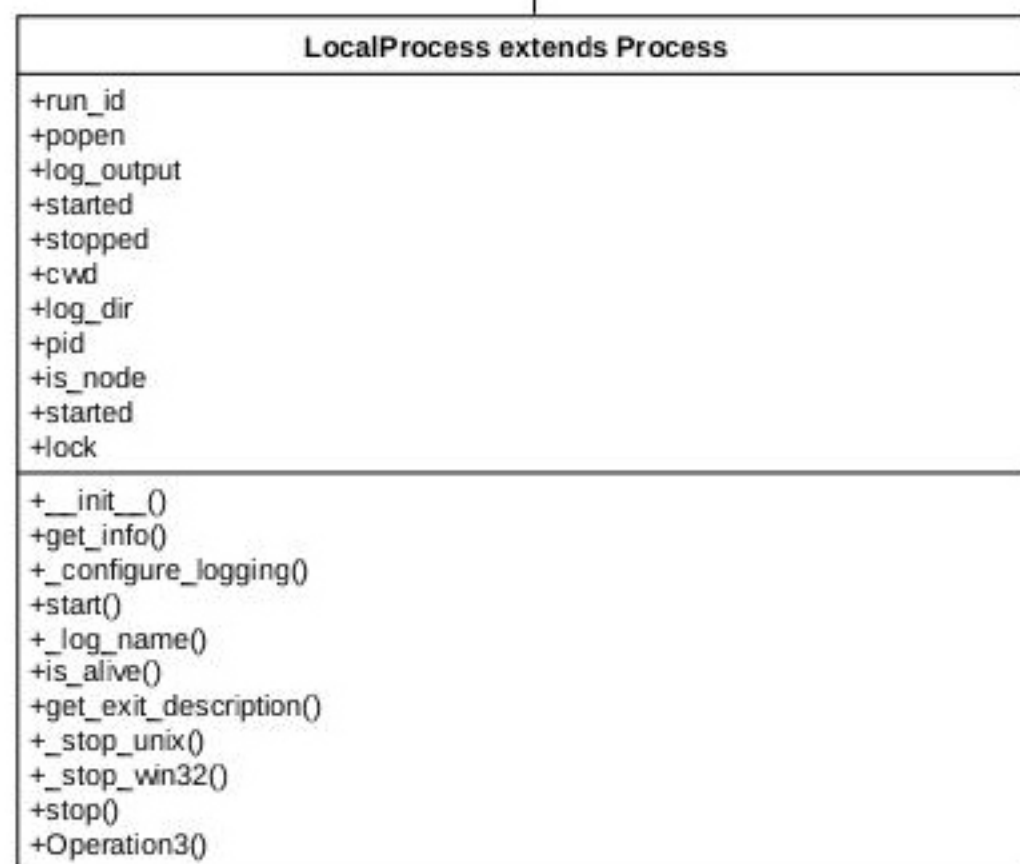 LocalProcess extends Process
+run_id
+popen
+log_output
+started
+stopped
+cwd
+log_dir
+pid
+is_node
+started
+lock
+__init__()
+get_info()
+_configure_logging()
+start()
+_log_name()
+is_alive()
+get_exit_description()
+_stop_unix()
+_stop_win32()
+stop()
+Operation3()